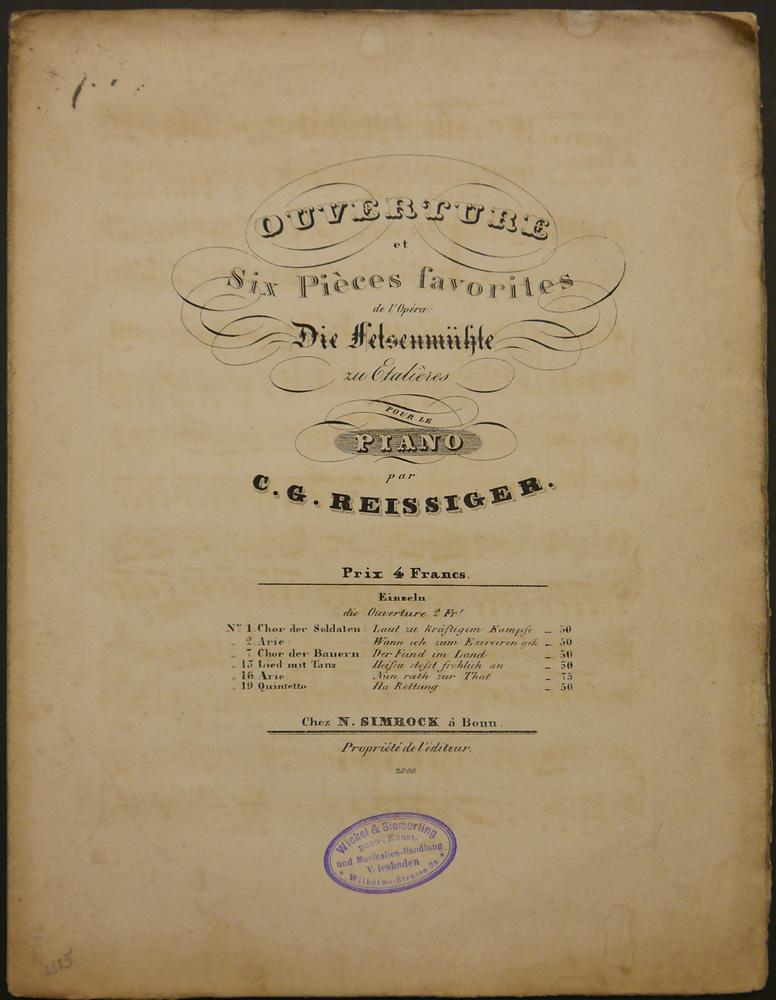 OUVERTURE
et
Six Pièces favorites
de l'Opéra:
Die Felsenmühle
zu Etalières
POUR LE
PIANO
par
C. G. REISSIGER.
Prix 4 Francs.
Einzeln
die Ouverture 2 Frs
No. 1. Chor der Soldaten: Laut zu kräftigem Kampfe _ 50
„ 2. Arie: Wann ich zum Exerciren geh _ 50
„ 7 Chor der Bauern: Der Feind im Land _ 50
„ 15 Lied mit Tanz Heisa stosst fröhlich an _ 50
„ 16 Arie Nun rath zur That _ 75
„ 19 Quintetto Ha Rettung _ 50
Chez N. SIMROCK à Bonn.
Propriété de l'éditeur.
Wickel & Siemerling
Buch-, Kunst-
und Musikalien-Handlung
Wiesbaden
Wilhelms-Strasse